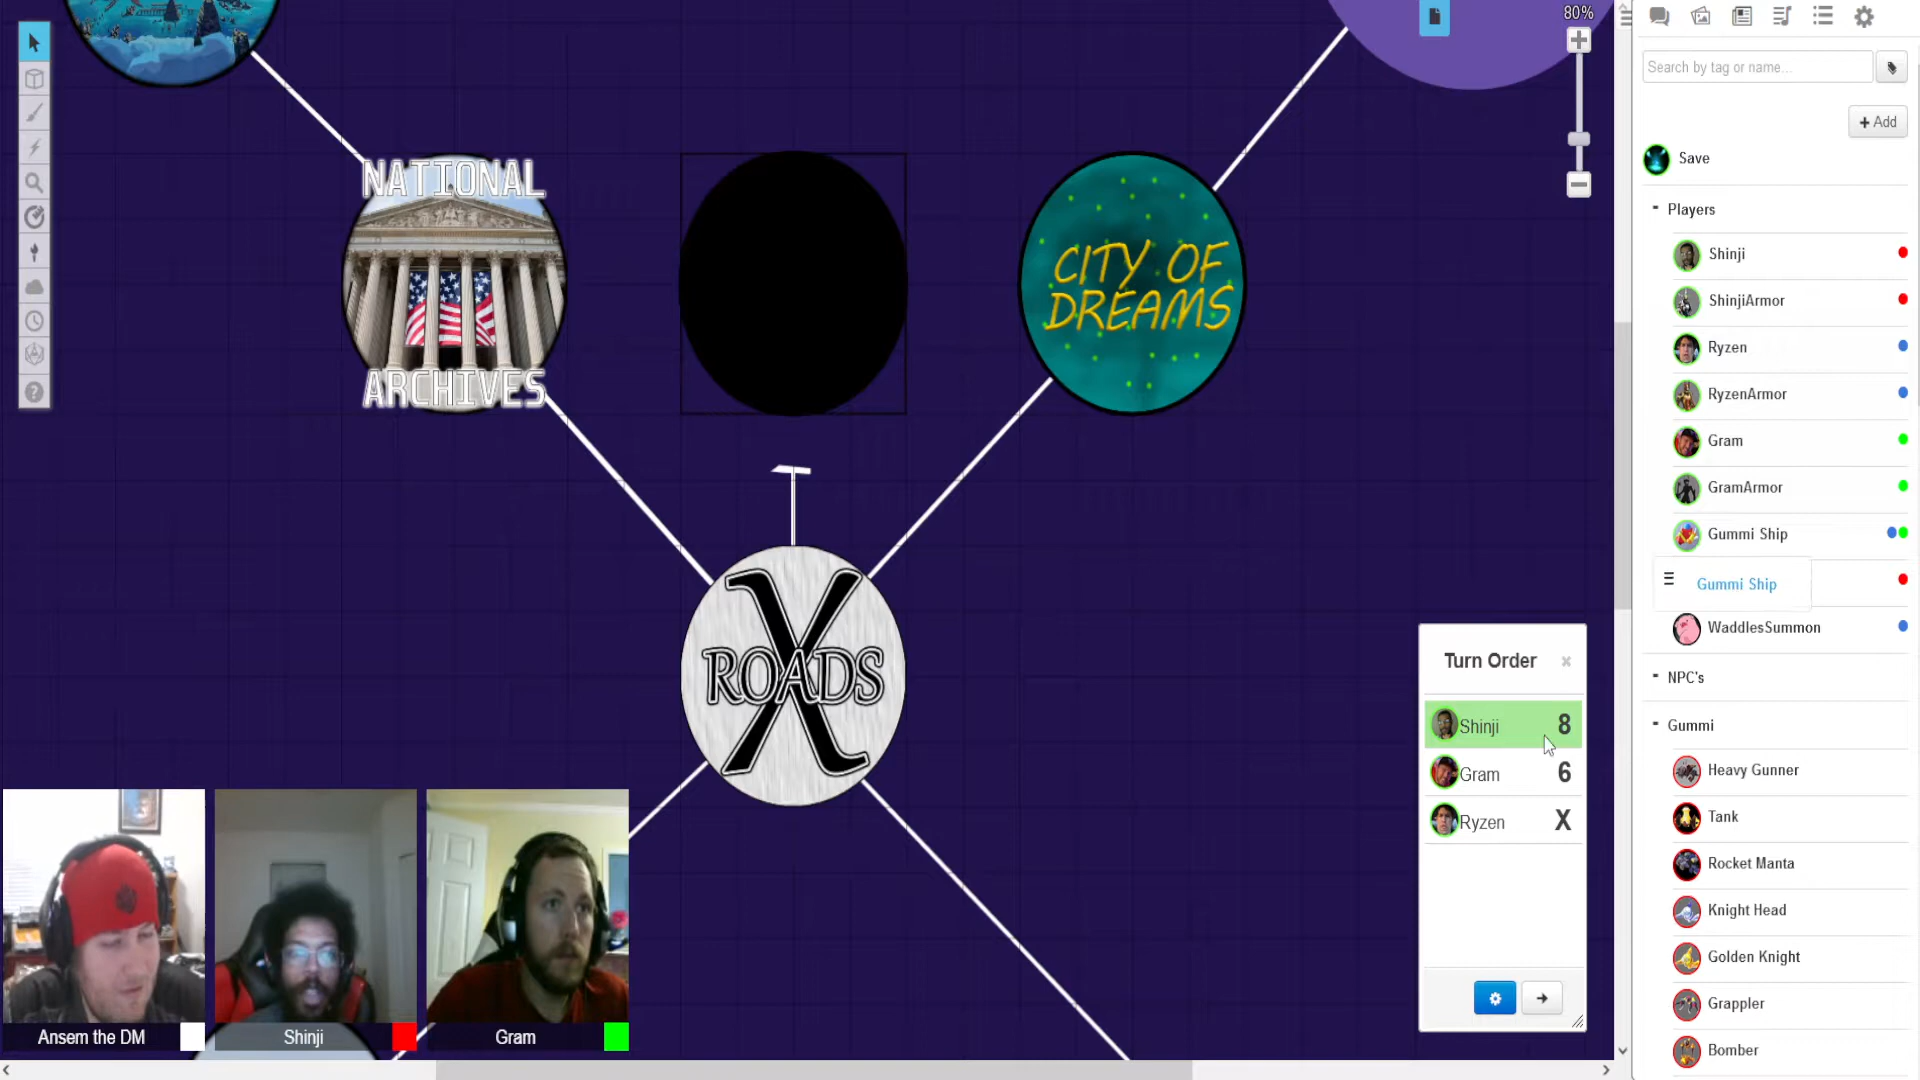 80%
Search by tag or name...
+ Add
Save
Players
Shinji
ShinjiArmor
Ryzen
RyzenArmor
Gram
GramArmor
Gummi Ship
Gummi Ship
WaddlesSummon
NPC's
Gummi
Heavy Gunner
Tank
Rocket Manta
Knight Head
Golden Knight
Grappler
Bomber
NATIONAL
ARCHIVES
CITY OF
DREAMS
X
ROADS
Turn Order ×
Shinji 8
Gram 6
Ryzen X
Ansem the DM
Shinji
Gram